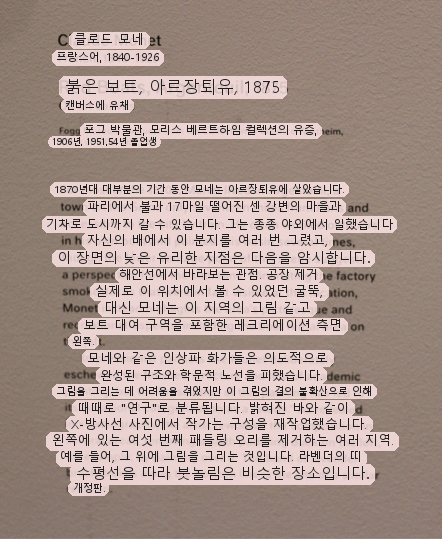 클로드 모네
프랑스어, 1840-1926
붉은 보트, 아르장퇴유, 1875
캔버스에 유채
Fogg 포그 박물관, 모리스 베르트하임 컬렉션의 유증, heim,
1906년, 1951,54년 졸업생
1870년대 대부분의 기간 동안 모네는 아르장퇴유에 살았습니다.
파리에서 불과 17마일 떨어진 센 강변의 마을과 and
기차로 도시까지 갈 수 있습니다. 그는 종종 야외에서 일했습니다
in 자신의 배에서 이 분지를 여러 번 그렸고,
이 장면의 낮은 유리한 지점은 다음을 암시합니다.
a 해안선에서 바라보는 관점. 공장 제거 factory
실제로 이 위치에서 볼 수 있었던 굴뚝,
Monet 대신 모네는 이 지역의 그림 같고 and
보트 대여 구역을 포함한 레크리에이션 측면 on
왼쪽.
모네와 같은 인상파 화가들은 의도적으로
완성된 구조와 학문적 노선을 피했습니다.
그림을 그리는 데 어려움을 겪었지만 이 그림의 결의 불확산으로 인해
때때로 "연구"로 분류됩니다. 밝혀진 바와 같이
X-방사선 사진에서 작가는 구성을 재작업했습니다.
왼쪽에 있는 여섯 번째 패들링 오리를 제거하는 여러 지역.
예를 들어, 그 위에 그림을 그리는 것입니다. 라벤더의 띠
수평선을 따라 붓놀림은 비슷한 장소입니다.
개정판.